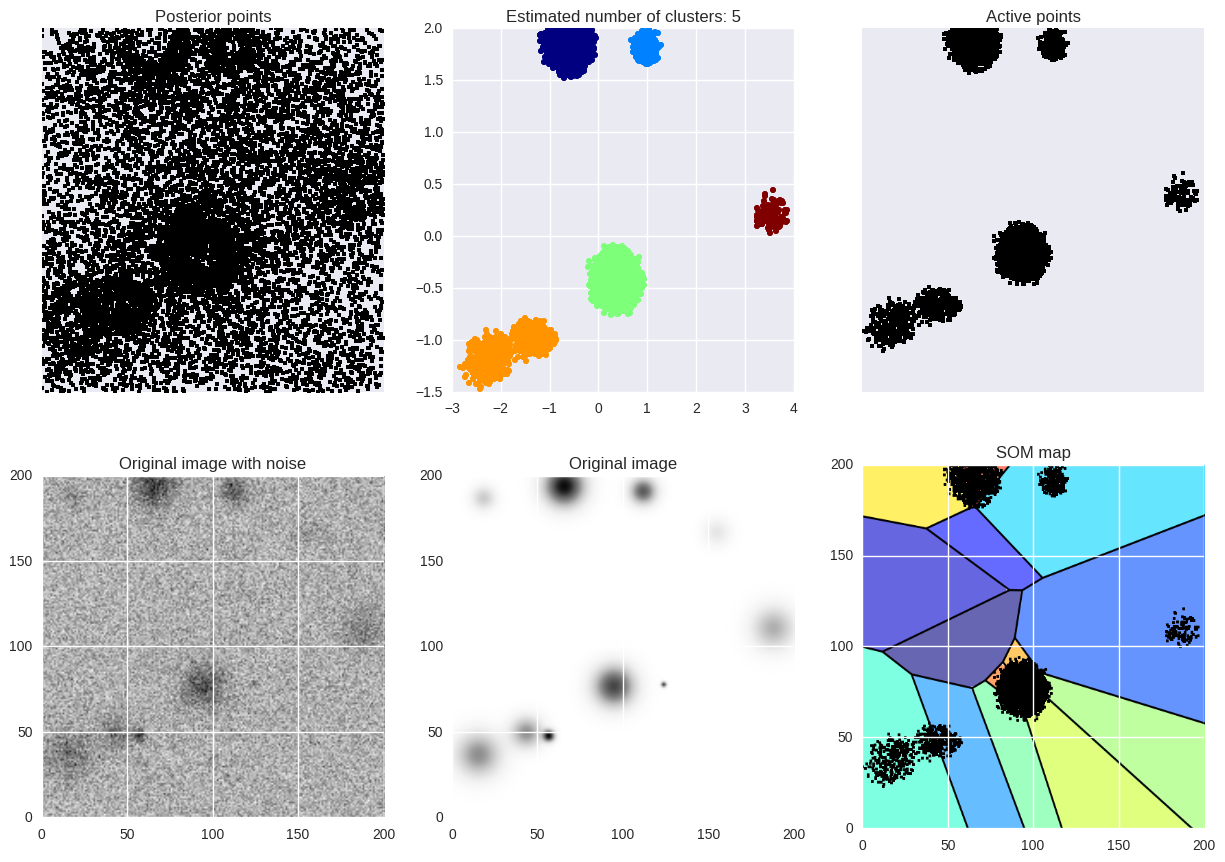 Posterior points
Estimated number of clusters: 5
Active points
2.0
1.5
1.0
0.5
0.0
−0.5
−1.0
−1.5
−3 −2 −1 0 1 2 3 4
Original image with noise
Original image
SOM map
200
150
100
50
0
0 50 100 150 200
200
150
100
50
0
0 50 100 150 200
200
150
100
50
0
0 50 100 150 200